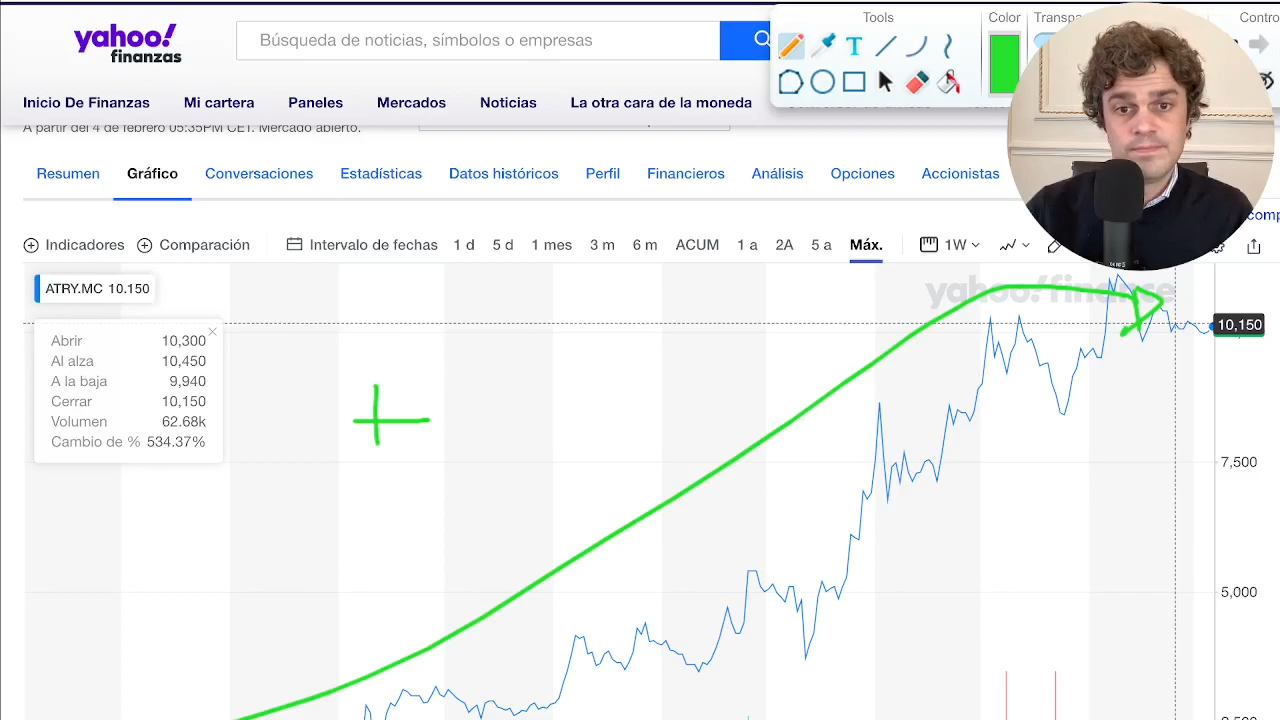 yahoo!
finanzas
Búsqueda de noticias, simbolos o empresas
Tools
Color
Contro
T
Inicio De Finanzas
Mi cartera
Paneles
Mercados
Noticias
La otra cara de la moneda
A partir del 4 de febrero 05:35PM CET. Mercado abierto.
Resumen
Gráfico
Conversaciones
Estadísticas
Datos históricos
Perfil
Financieros
Análisis
Opciones
Accionistas
Indicadores
Comparación
Intervalo de fechas
1 d
5 d
1 mes
3 m
6 m
ACUM
1 a
2A
5 a
Máx.
1W
ATRY.MC 10.150
yahoo! finance
Abrir 10,300
Al alza 10,450
A la baja 9,940
Cerrar 10,150
Volumen 62.68k
Cambio de % 534.37%
10,150
7,500
5,000